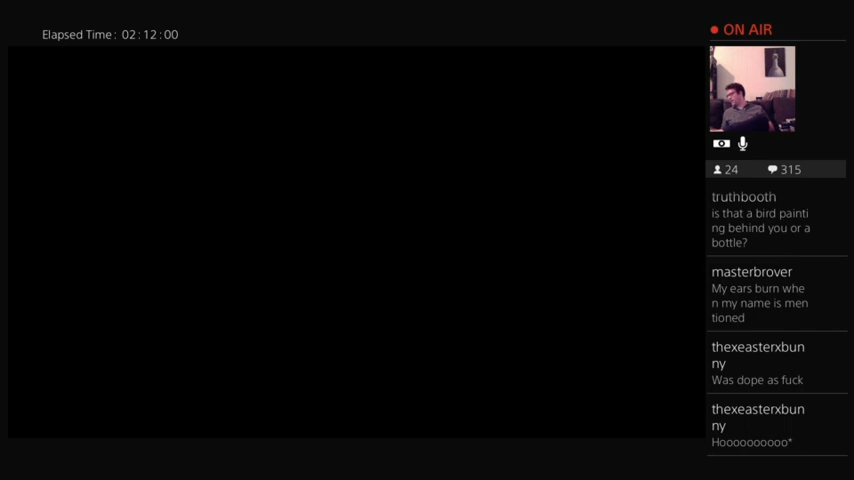 Elapsed Time: 02:12:00
ON AIR
24 315
truthbooth
is that a bird painti
ng behind you or a
bottle?
masterbrover
My ears burn whe
n my name is men
tioned
thexeasterxbun
ny
Was dope as fuck
thexeasterxbun
ny
Hoooooooooo*